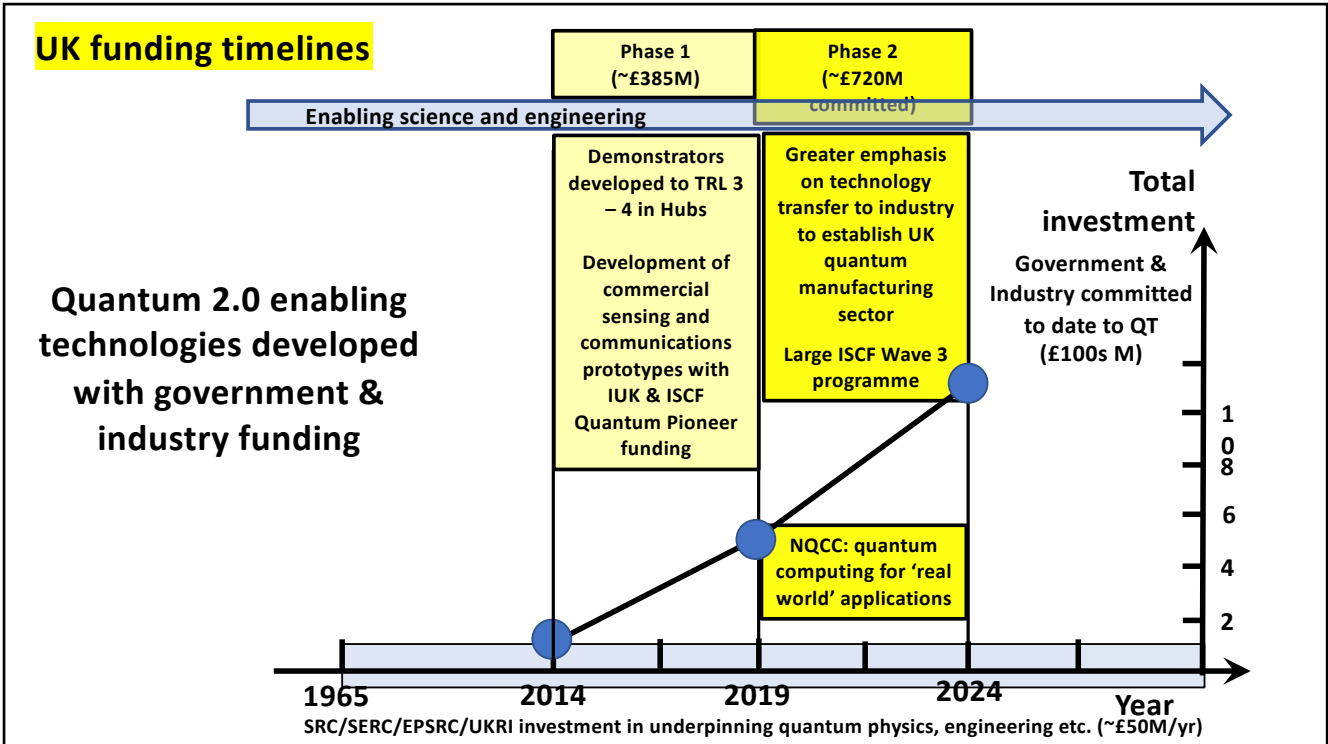 UK funding timelines
Phase 1
(~£385M)
Phase 2
(~£720M
committed)
Enabling science and engineering
Demonstrators
developed to TRL 3
– 4 in Hubs
Development of
commercial
sensing and
communications
prototypes with
IUK & ISCF
Quantum Pioneer
funding
Greater emphasis
on technology
transfer to industry
to establish UK
quantum
manufacturing
sector
Large ISCF Wave 3
programme
Total
investment
Government &
Industry committed
to date to QT
(£100s M)
Quantum 2.0 enabling
technologies developed
with government &
industry funding
NQCC: quantum
computing for ‘real
world’ applications
1
0
8
6
4
2
1965
2014
2019
2024
Year
SRC/SERC/EPSRC/UKRI investment in underpinning quantum physics, engineering etc. (~£50M/yr)